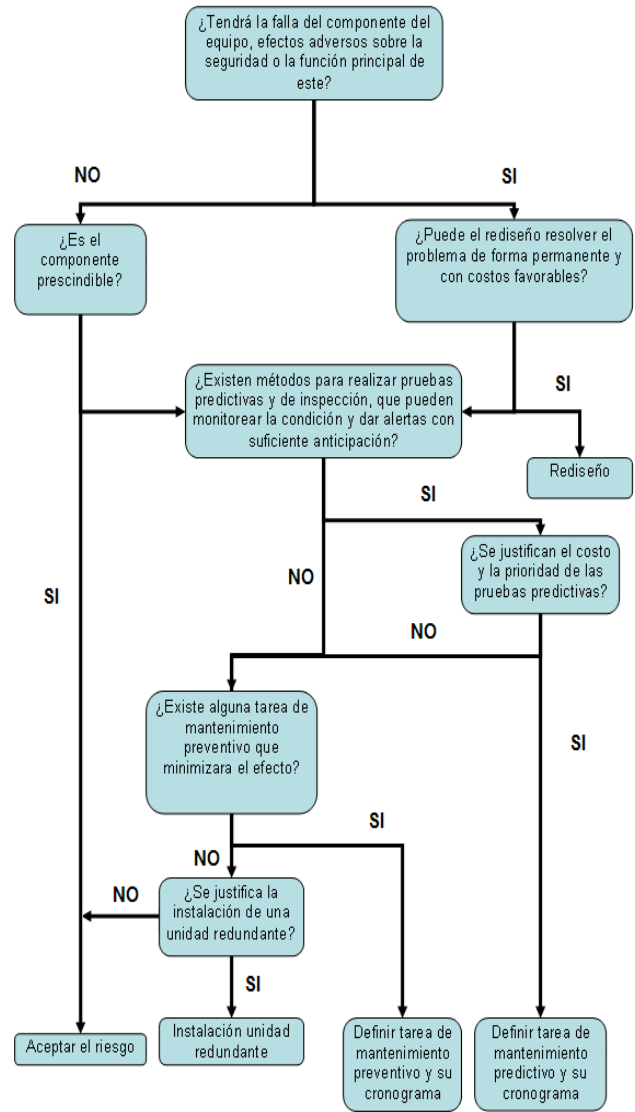 ¿Tendrá la falla del componente del
equipo, efectos adversos sobre la
seguridad o la función principal de
este?
NO
SI
¿Es el
componente
prescindible?
¿Puede el rediseño resolver el
problema de forma permanente y
con costos favorables?
¿Existen métodos para realizar pruebas
predictivas y de inspección, que pueden
monitorear la condición y dar alertas con
suficiente anticipación?
SI
Rediseño
SI
¿Se justifican el costo
y la prioridad de las
pruebas predictivas?
NO
SI
NO
¿Existe alguna tarea de
mantenimiento
preventivo que
minimizara el efecto?
SI
SI
NO
NO
¿Se justifica la
instalación de una
unidad redundante?
SI
Aceptar el riesgo
Instalación unidad
redundante
Definir tarea de
mantenimiento
preventivo y su
cronograma
Definir tarea de
mantenimiento
predictivo y su
cronograma